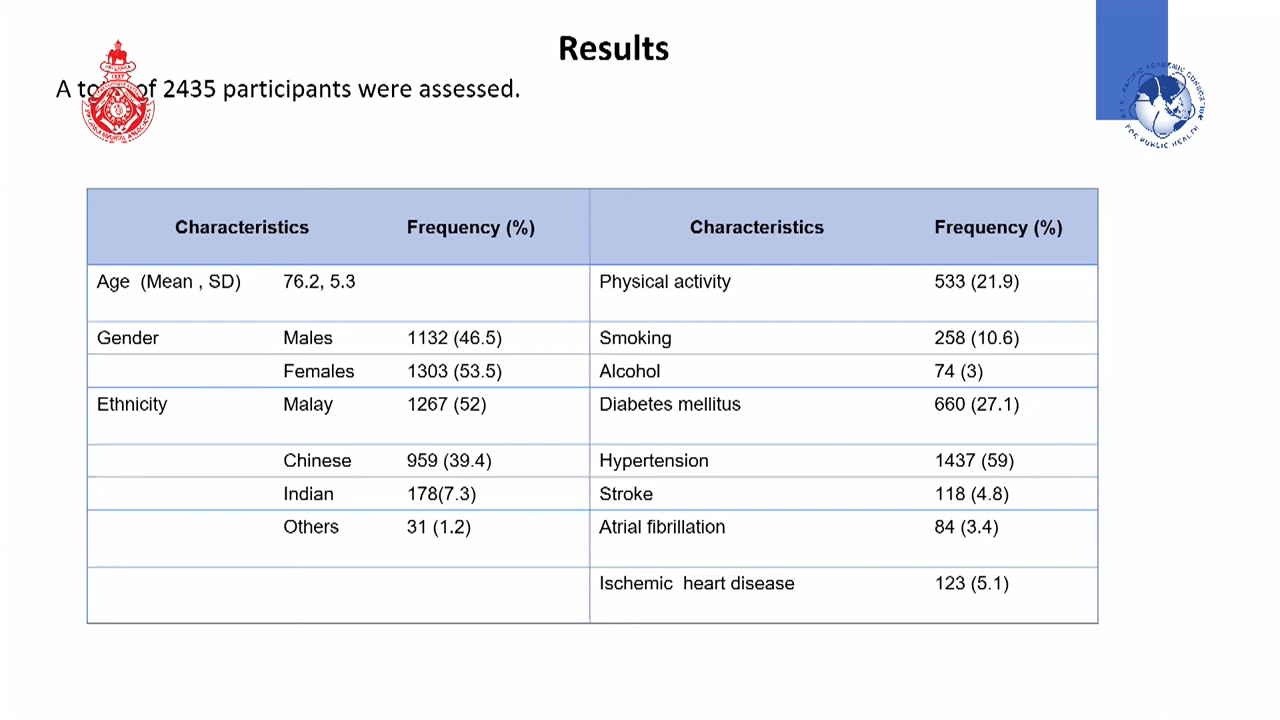 Results
A to of 2435 participants were assessed.
Characteristics Frequency (%) Characteristics Frequency (%)
Age (Mean , SD) 76.2, 5.3 Physical activity 533 (21.9)
Gender Males 1132 (46.5) Smoking 258 (10.6)
Females 1303 (53.5) Alcohol 74 (3)
Ethnicity Malay 1267 (52) Diabetes mellitus 660 (27.1)
Chinese 959 (39.4) Hypertension 1437 (59)
Indian 178(7.3) Stroke 118 (4.8)
Others 31 (1.2) Atrial fibrillation 84 (3.4)
Ischemic heart disease 123 (5.1)
FOR PUBLIC HEALTH